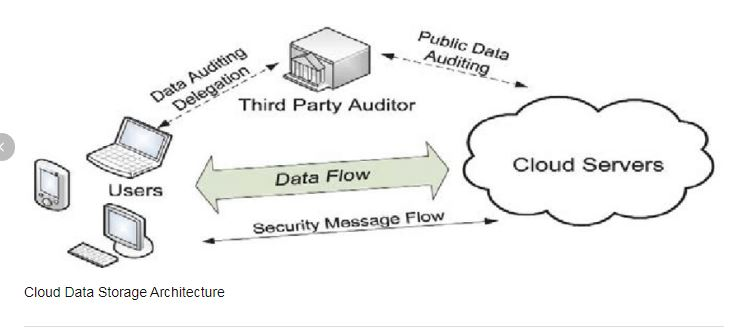 Data Auditing
Delegation
Public Data
Auditing
Third Party Auditor
Users
Data Flow
Cloud Servers
Security Message Flow
Cloud Data Storage Architecture